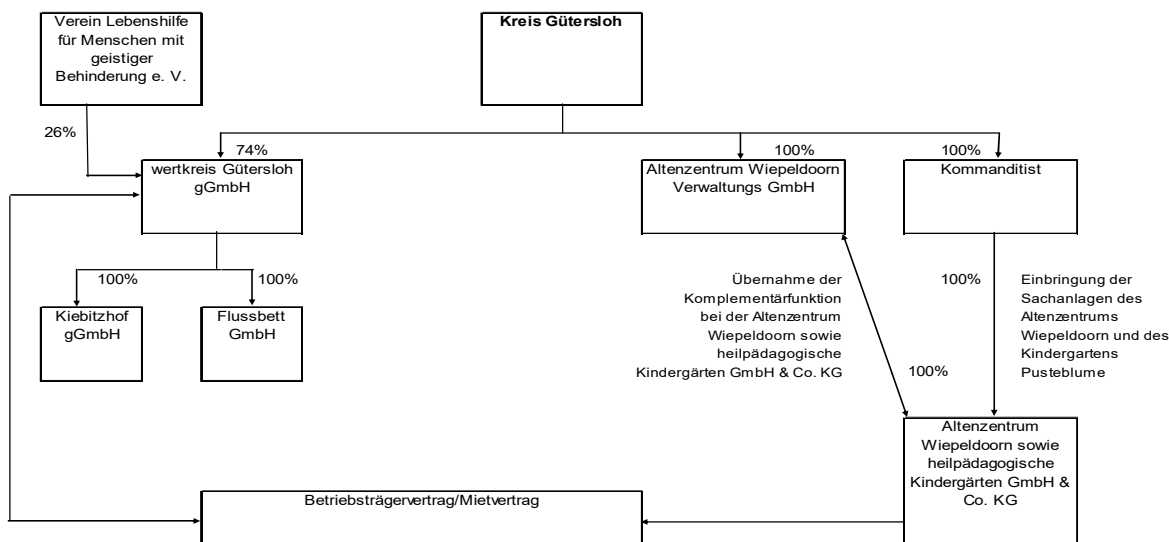 Verein Lebenshilfe
für Menschen mit
geistiger
Behinderung e. V.
Kreis Gütersloh
26%
74%
100%
100%
wertkreis Gütersloh
gGmbH
Altenzentrum Wiepeldoorn
Verwaltungs GmbH
Kommanditist
100%
100%
Kiebitzhof
gGmbH
Flussbett
GmbH
Übernahme der
Komplementärfunktion
bei der Altenzentrum
Wiepeldoorn sowie
heilpädagogische
Kindergärten GmbH & Co. KG
100%
100%
Einbringung der
Sachanlagen des
Altenzentrums
Wiepeldoorn und des
Kindergartens
Pusteblume
Altenzentrum
Wiepeldoorn sowie
heilpädagogische
Kindergärten GmbH &
Co. KG
Betriebsträgervertrag/Mietvertrag